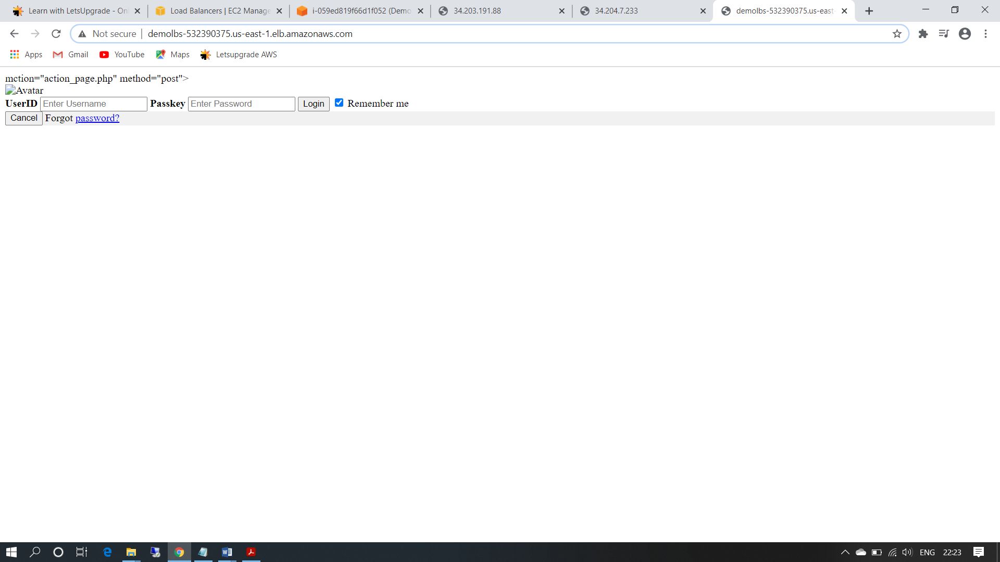 Learn with LetsUpgrade - Onl
Load Balancers | EC2 Manage
i-059ed819f66d1f052 (Demo
34.203.191.88
34.204.7.233
demolbs-532390375.us-east-
Not secure
demolbs-532390375.us-east-1.elb.amazonaws.com
Apps
Gmail
YouTube
Maps
Letsupgrade AWS
mction="action_page.php" method="post">
Avatar
UserID Enter Username Passkey Enter Password Login Remember me
Cancel Forgot password?
ENG 22:23